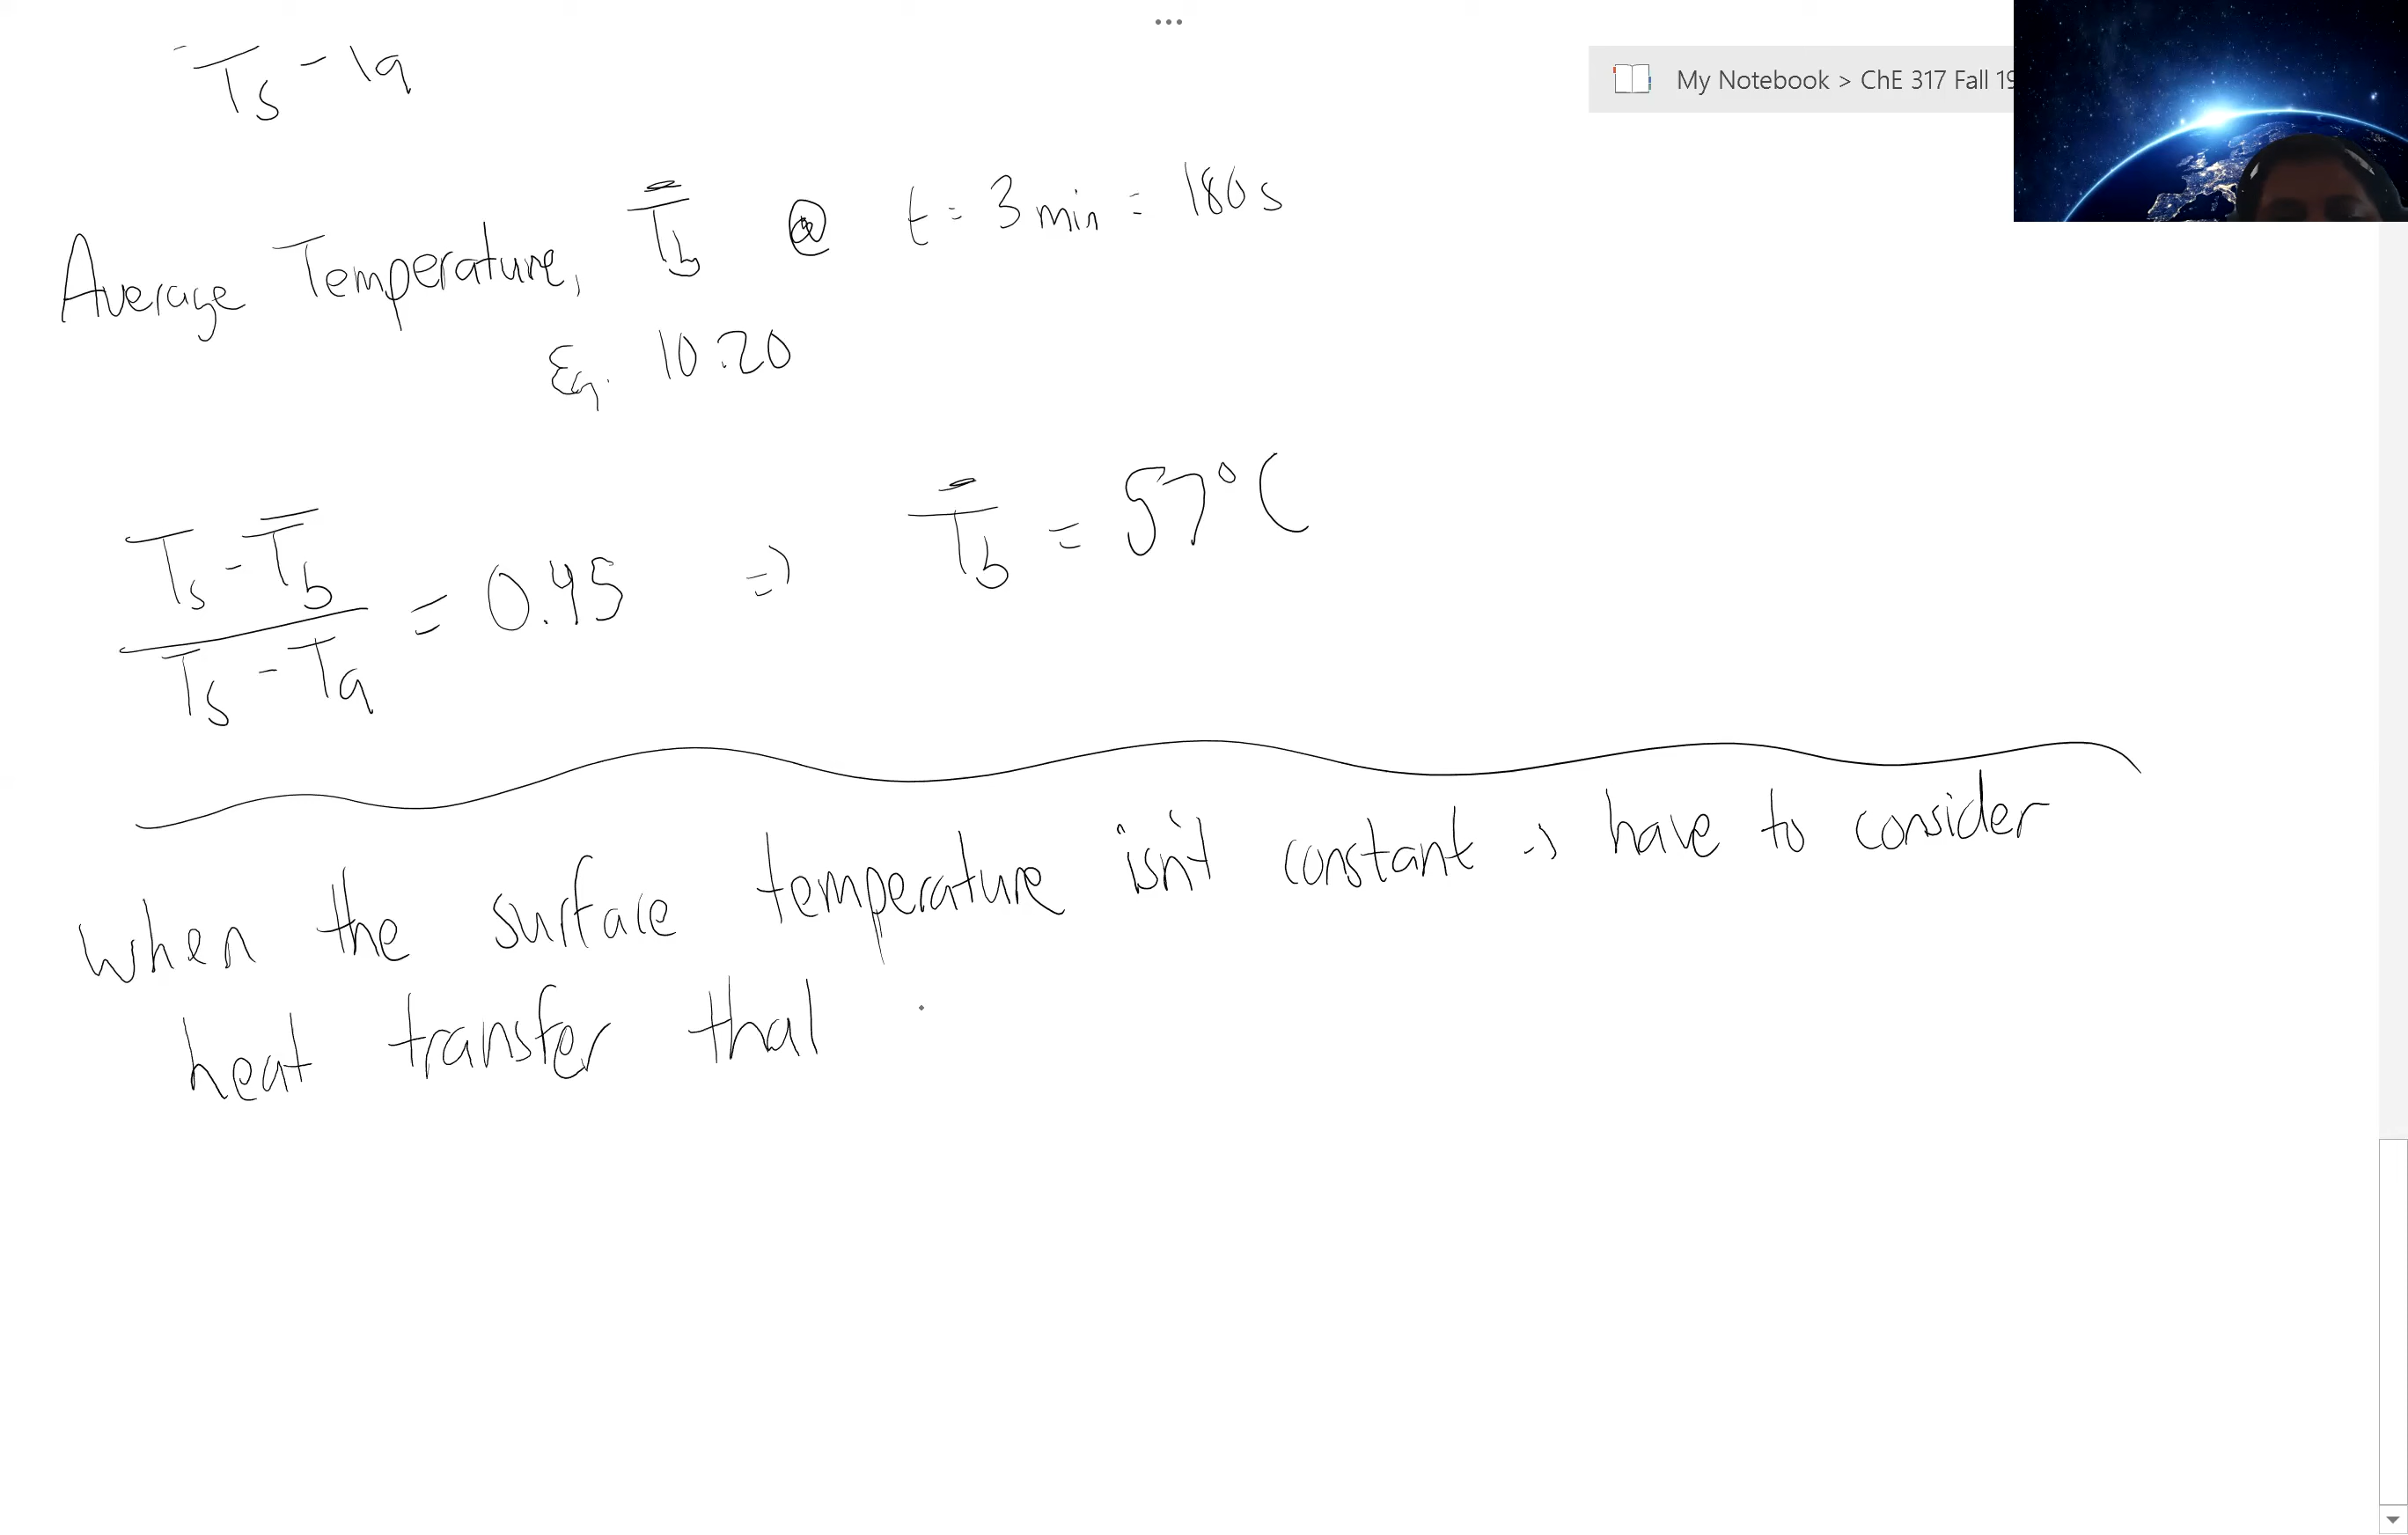 ...
My Notebook > ChE 317 Fall 19
Ts - Ta
Average Temperature, T̄b @ t = 3 min = 180s
Eq. 10.20
Ts - T̄b / Ts - Ta = 0.45 => T̄b = 57°C
When the surface temperature isn't constant → have to consider
heat transfer that